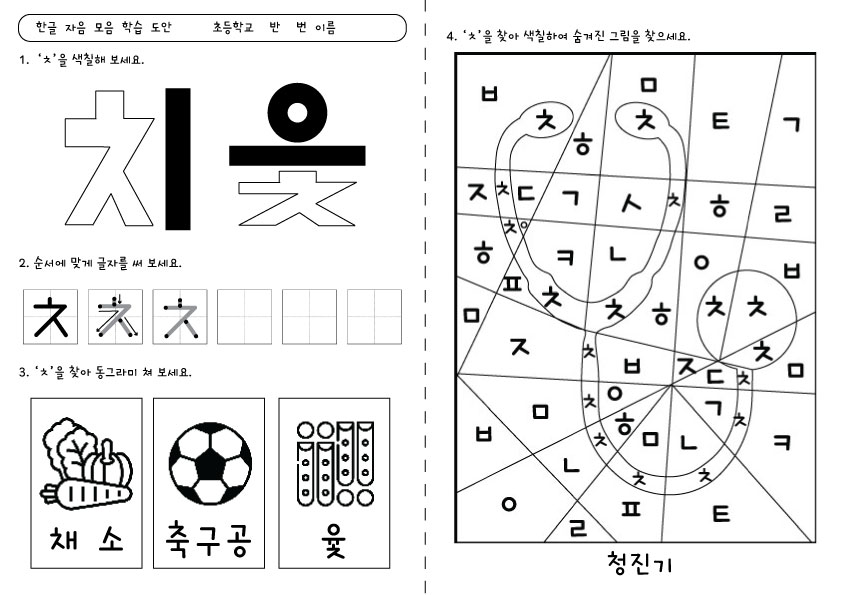 한글 자음 모음 학습 도안 초등학교 반 번 이름
1. 'ㅊ'을 색칠해 보세요.
치 읓
2. 순서에 맞게 글자를 써 보세요.
ㅊ ㅊ ㅊ
3. 'ㅊ'을 찾아 동그라미 쳐 보세요.
채 소
축구공
윷
4. 'ㅊ'을 찾아 색칠하여 숨겨진 그림을 찾으세요.
ㅂ ㅁ
ㅊ ㅊ ㅌ ㄱ
ㅎ
ㅈ ㅊ ㄷ ㄱ ㅅ ㅊ ㅎ ㄹ
ㅊ ㅇ
ㅎ ㅋ ㄴ ㅇ ㅂ
ㅍ ㅊ ㅊ ㅎ ㅊ ㅊ
ㅁ
ㅈ ㅊ ㅊ
ㅂ ㅈ ㄷ ㅊ ㅁ
ㅁ ㅊ ㅇ ㄱ
ㅂ ㅊ ㅎ ㅁ ㄴ ㅊ ㅋ
ㄴ ㅊ ㅊ
ㅇ ㄹ ㅍ ㅌ
청진기